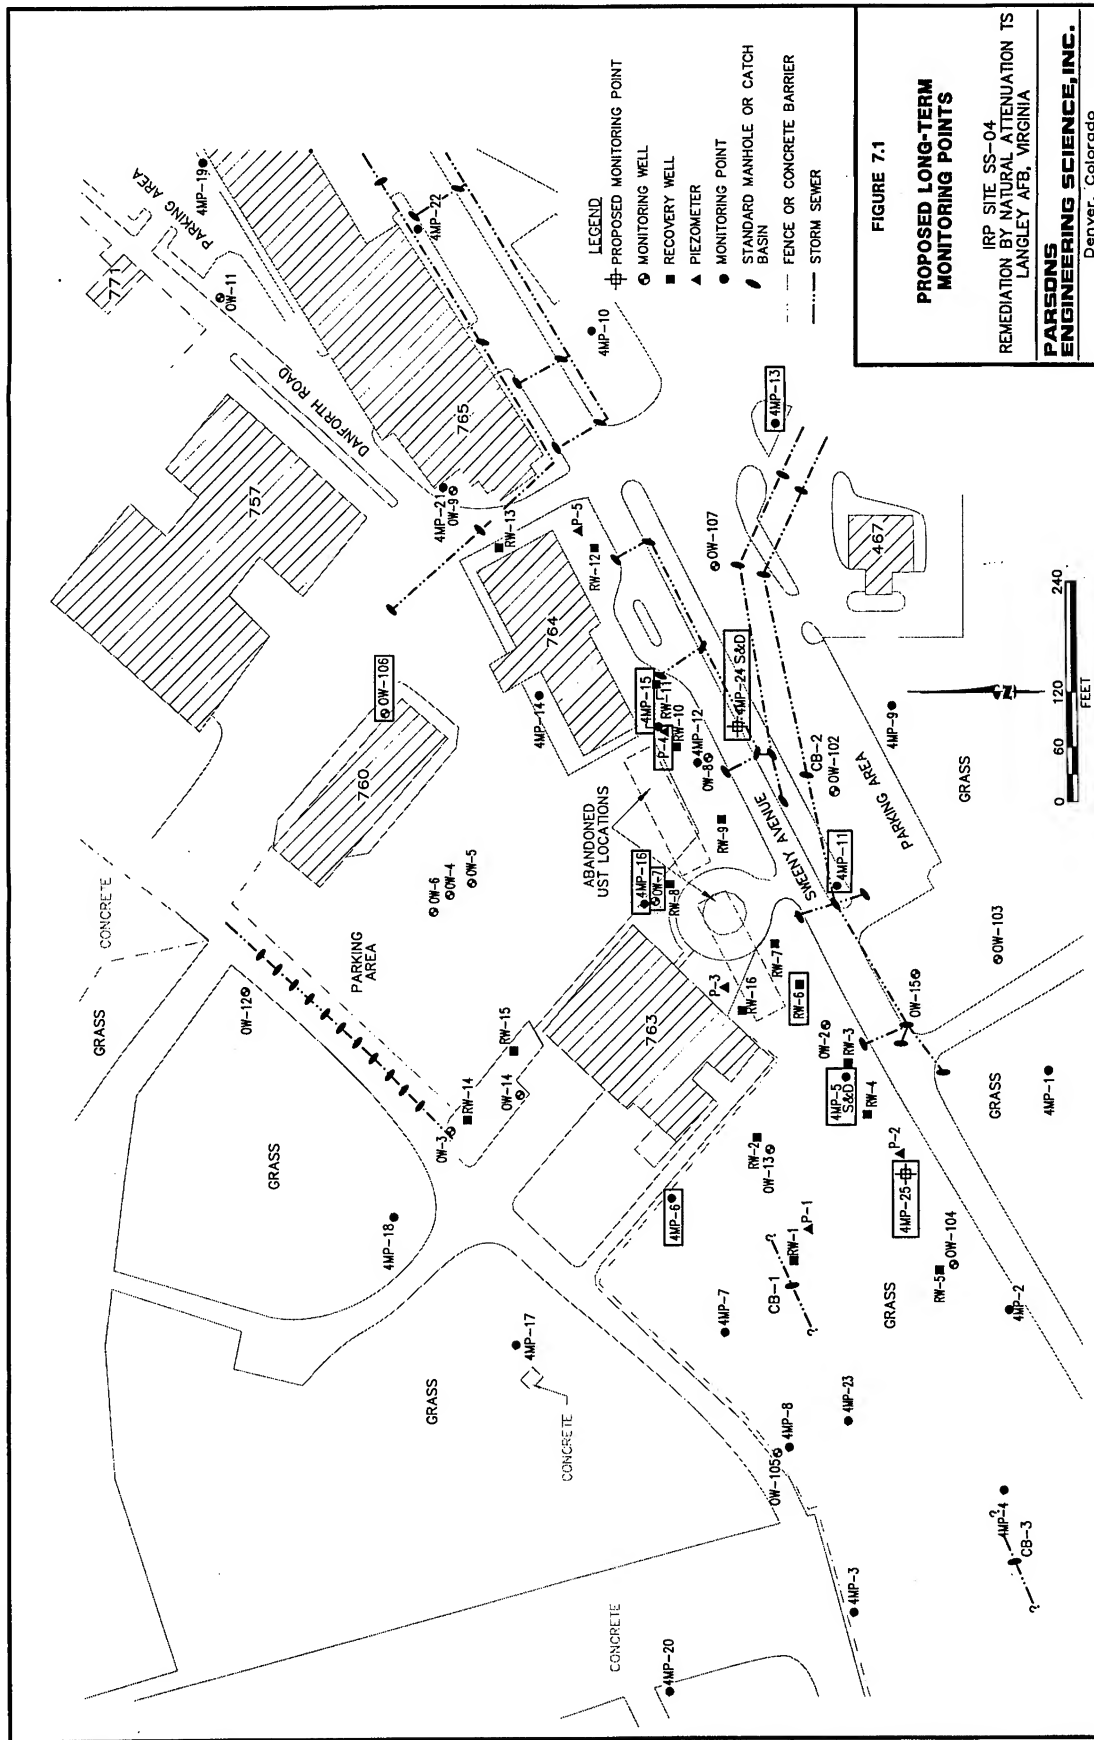 771
PARKING AREA
4MP-19
OW-11
DANFORTH ROAD
757
765
4MP-22
4MP-10
4MP-21
OW-9
RW-13
P-5
RW-12
764
4MP-14
OW-106
760
OW-6
OW-4
OW-5
CONCRETE
GRASS
OW-12
PARKING
AREA
ABANDONED
UST LOCATIONS
4MP-15
RW-11
P-4
RW-10
4MP-12
OW-8
RW-9
4MP-16
OW-7
RW-8
4MP-24 S&D
OW-107
4MP-13
467
SWEENY AVENUE
CB-2
OW-102
4MP-11
PARKING AREA
4MP-9
GRASS
RW-7
RW-6
P-3
RW-16
763
RW-15
OW-14
RW-14
OW-3
GRASS
4MP-18
OW-2
RW-3
4MP-5
S&D
RW-4
OW-15
OW-103
GRASS
4MP-1
RW-2
OW-13
P-2
4MP-25
4MP-6
P-1
RW-1
CB-1
?
?
OW-104
RW-5
GRASS
4MP-2
4MP-7
4MP-17
GRASS
CONCRETE
4MP-23
4MP-8
OW-105
?
4MP-4
CB-3
?
4MP-3
CONCRETE
4MP-20
N
0 60 120 240
FEET
LEGEND
PROPOSED MONITORING POINT
MONITORING WELL
RECOVERY WELL
PIEZOMETER
MONITORING POINT
STANDARD MANHOLE OR CATCH
BASIN
FENCE OR CONCRETE BARRIER
STORM SEWER
FIGURE 7.1
PROPOSED LONG-TERM
MONITORING POINTS
IRP SITE SS-04
REMEDIATION BY NATURAL ATTENUATION TS
LANGLEY AFB, VIRGINIA
PARSONS
ENGINEERING SCIENCE, INC.
Denver, Colorado